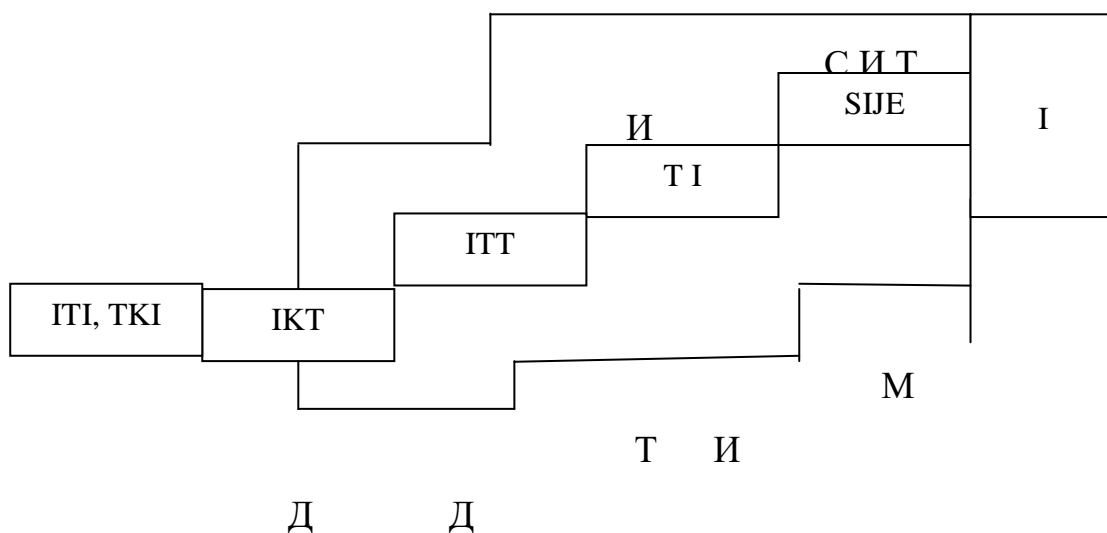 С И Т
SIJE
I
И
T I
ITT
ITI, TKI
IKT
М
Т И
Д Д